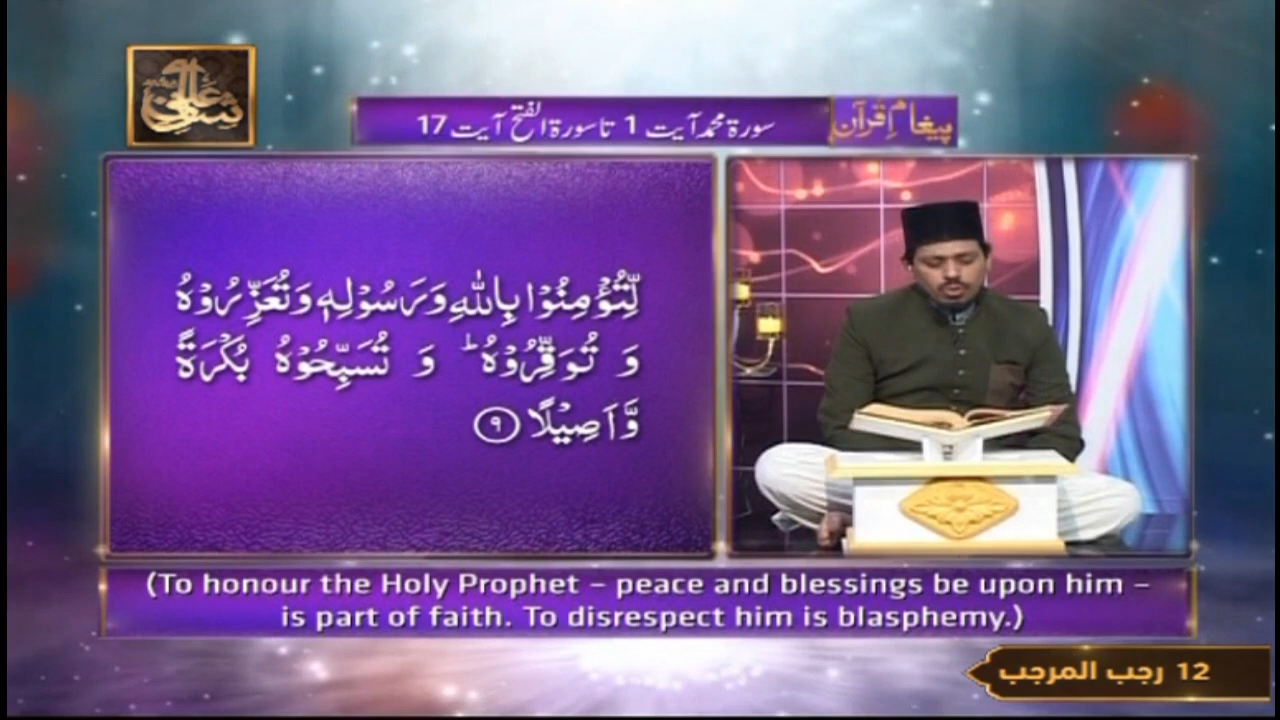 سورۃ محمد آیت 1 تا سورۃ الفتح آیت 17
پیغامِ قرآن
لِّتُؤْمِنُوْا بِاللّٰهِ وَ رَسُوْلِهٖ وَ تُعَزِّرُوْهُ
وَ تُوَقِّرُوْهُ ؕ وَ تُسَبِّحُوْهُ بُكْرَةً
وَّ اَصِیْلًا ۹
(To honour the Holy Prophet – peace and blessings be upon him –
is part of faith. To disrespect him is blasphemy.)
12 رجب المرجب